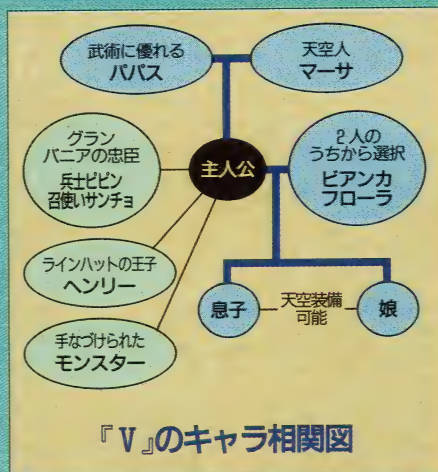 武術に優れる
パパス
天空人
マーサ
グラン
バニアの忠臣
兵士ピピン
召使いサンチョ
主人公
2人の
うちから選択
ビアンカ
フローラ
ラインハットの王子
ヘンリー
手なづけられた
モンスター
息子
天空装備
可能
娘
『V』のキャラ相関図